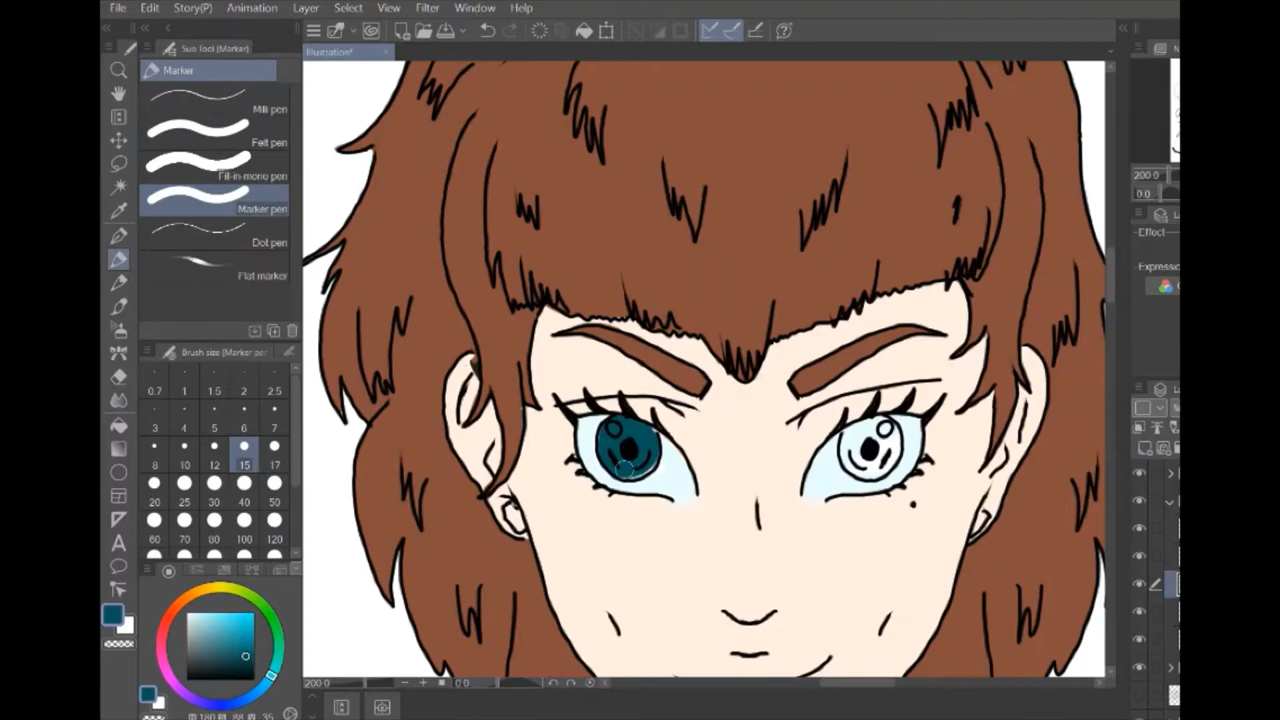 File Edit Story(P) Animation Layer Select View Filter Window Help
Illustration*
Sub Tool [Marker]
Marker
Milli pen
Felt pen
Fill-in-mono pen
Marker pen
Dot pen
Flat marker
Brush size [Marker per
0.7 1 1.5 2 2.5
3 4 5 6 7
8 10 12 15 17
20 25 30 40 50
60 70 80 100 120
200.0
0.0
Effect
Expressi
200.0 0.0